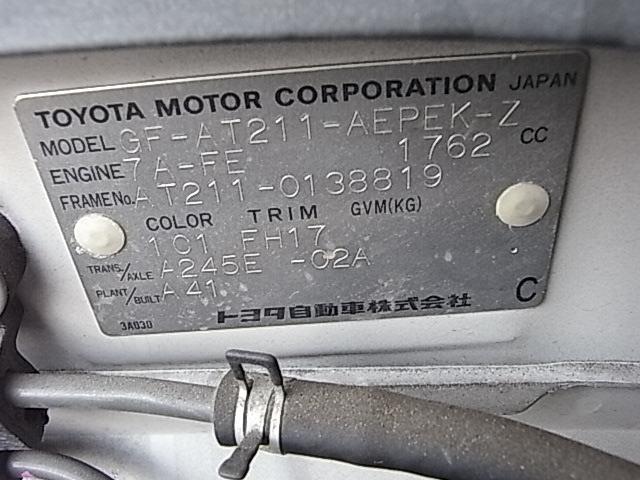 TOYOTA MOTOR CORPORATION JAPAN
MODEL GF-AT211-AEPEK-Z
ENGINE 7A-FE 1762 CC
FRAME No. AT211-0138819
COLOR TRIM GVM(KG)
1C1 FH17
TRANS./AXLE A245E -02A
PLANT/BUILT A41
3A030 トヨタ自動車株式会社 C